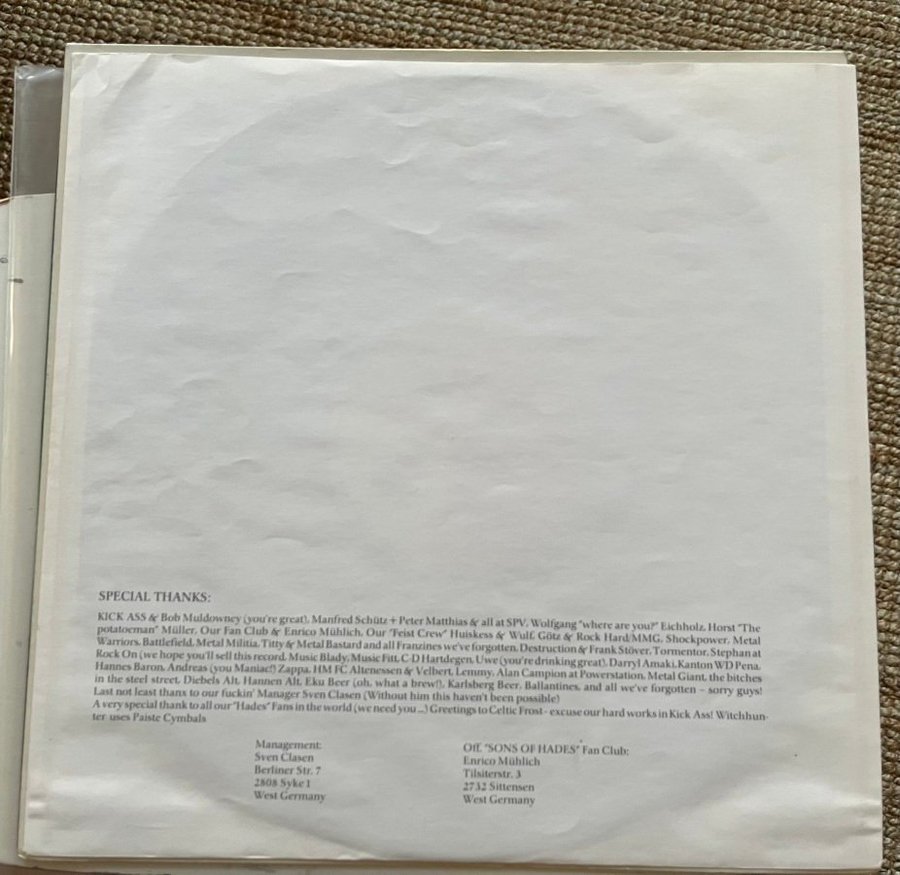 SPECIAL THANKS:
KICK ASS & Bob Muldowney (you're great), Manfred Schütz + Peter Matthias & all at SPV, Wolfgang "where are you?" Eichholz, Horst "The
potatoeman" Müller, Our Fan Club & Enrico Mühlich, Our "Feist Crew" Huiskess & Wulf, Götz & Rock Hard/MMG, Shockpower, Metal
Warriors, Battlefield, Metal Militia, Titty & Metal Bastard and all Franzines we've forgotten, Destruction & Frank Stöver, Tormentor, Stephan at
Rock On (we hope you'll sell this record, Music Blady, Music Fitt, C-D Hartdegen, Uwe (you're drinking great), Darryl Amaki, Kanton WD Pena,
Hannes Baron, Andreas (you Maniac!!) Zappa, HM FC Altenessen & Velbert, Lemmy, Alan Campion at Powerstation, Metal Giant, the bitches
in the steel street, Diebels Alt, Hannen Alt, Eku Beer (oh, what a brew!), Karlsberg Beer, Ballantines, and all we've forgotten – sorry guys!
Last not least thans to our fuckin' Manager Sven Clasen (Without him this haven't been possible)
A very special thank to all our "Hades" Fans in the world (we need you ...) Greetings to Celtic Frost - excuse our hard works in Kick Ass! Witchhun-
ter uses Paiste Cymbals
Management:
Sven Clasen
Berliner Str. 7
2808 Syke 1
West Germany
Off. "SONS OF HADES" Fan Club:
Enrico Mühlich
Tilsiterstr. 3
2732 Sittensen
West Germany